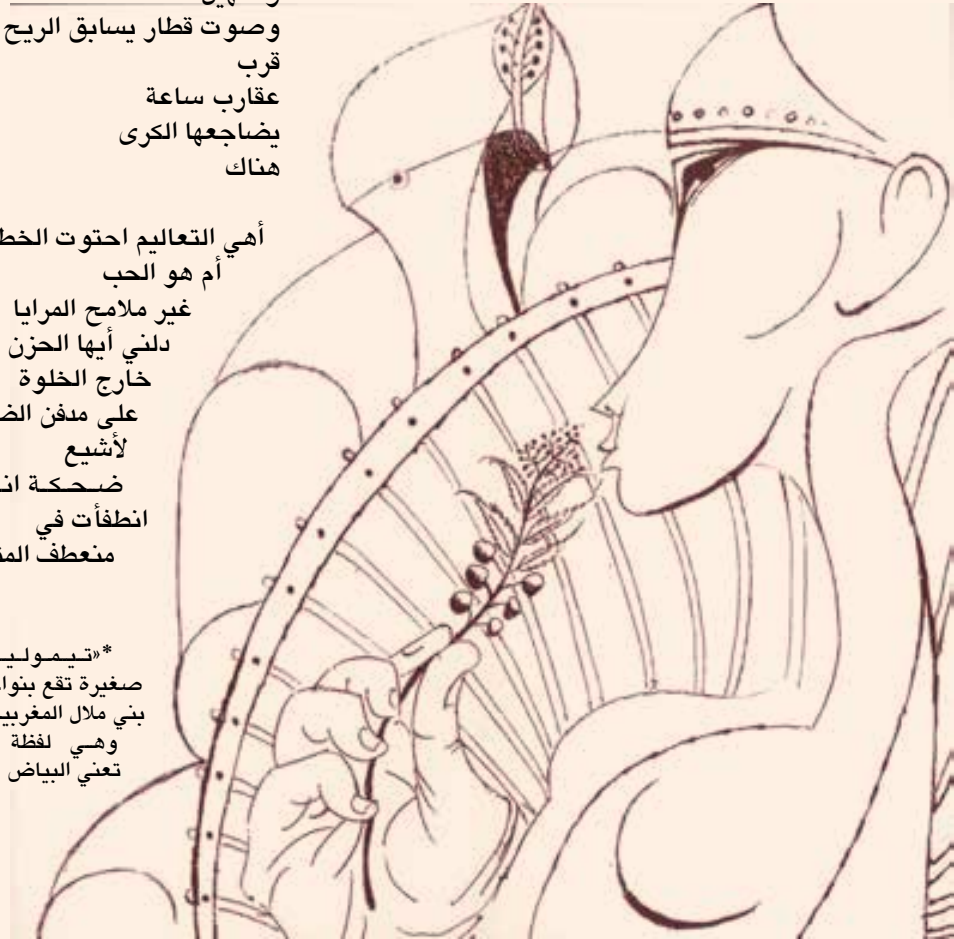 وصوت قطار يسابق الريح
قرب
عقارب ساعة
يضاجعها الكرى
هناك
أهي التعاليم احتوت
أم هو الحب
غير ملامح المرايا
دلني أيها الحزن
خارج الخلوة
على مدفن
لأشيع
ضحكة
انطفأت في
منعطف
*«تيمولي
صغيرة تقع
بني ملال
وهي لفظة
تعني البياض